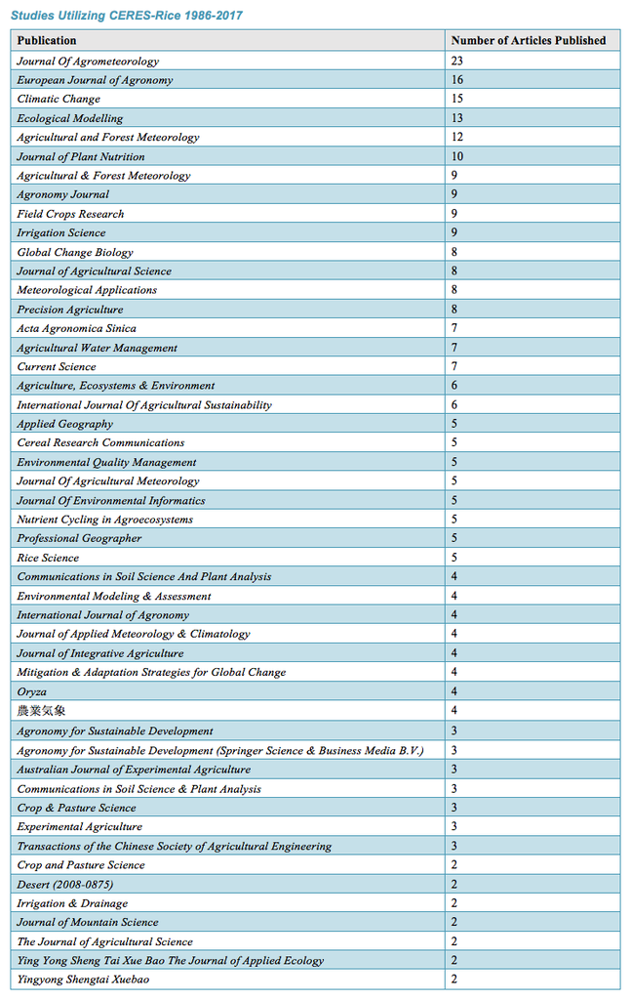 Studies Utilizing CERES-Rice 1986-2017
Publication Number of Articles Published
Journal Of Agrometeorology 23
European Journal of Agronomy 16
Climatic Change 15
Ecological Modelling 13
Agricultural and Forest Meteorology 12
Journal of Plant Nutrition 10
Agricultural & Forest Meteorology 9
Agronomy Journal 9
Field Crops Research 9
Irrigation Science 9
Global Change Biology 8
Journal of Agricultural Science 8
Meteorological Applications 8
Precision Agriculture 8
Acta Agronomica Sinica 7
Agricultural Water Management 7
Current Science 7
Agriculture, Ecosystems & Environment 6
International Journal Of Agricultural Sustainability 6
Applied Geography 5
Cereal Research Communications 5
Environmental Quality Management 5
Journal Of Agricultural Meteorology 5
Journal Of Environmental Informatics 5
Nutrient Cycling in Agroecosystems 5
Professional Geographer 5
Rice Science 5
Communications in Soil Science And Plant Analysis 4
Environmental Modeling & Assessment 4
International Journal of Agronomy 4
Journal of Applied Meteorology & Climatology 4
Journal of Integrative Agriculture 4
Mitigation & Adaptation Strategies for Global Change 4
Oryza 4
農業気象 4
Agronomy for Sustainable Development 3
Agronomy for Sustainable Development (Springer Science & Business Media B.V.) 3
Australian Journal of Experimental Agriculture 3
Communications in Soil Science & Plant Analysis 3
Crop & Pasture Science 3
Experimental Agriculture 3
Transactions of the Chinese Society of Agricultural Engineering 3
Crop and Pasture Science 2
Desert (2008-0875) 2
Irrigation & Drainage 2
Journal of Mountain Science 2
The Journal of Agricultural Science 2
Ying Yong Sheng Tai Xue Bao The Journal of Applied Ecology 2
Yingyong Shengtai Xuebao 2